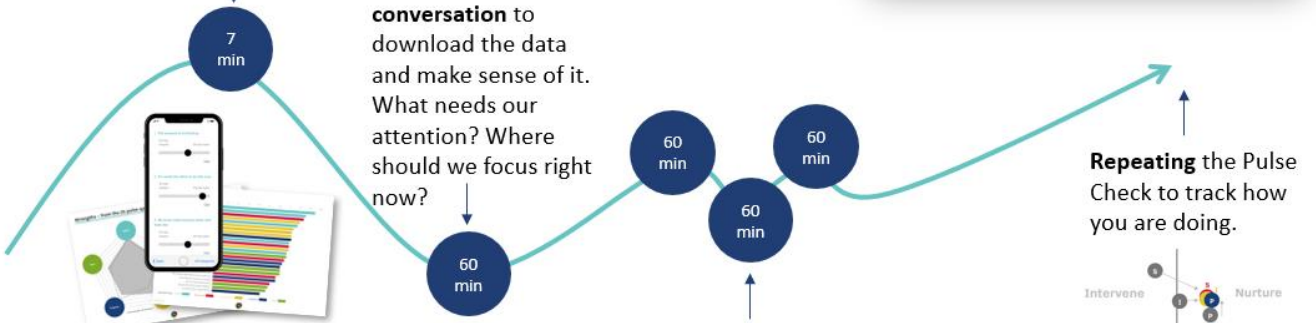 7
min
conversation to
download the data
and make sense of it.
What needs our
attention? Where
should we focus right
now?
60
min
60
min
60
min
60
min
Repeating the Pulse
Check to track how
you are doing.
Intervene
Nurture
S
I
S
P
P